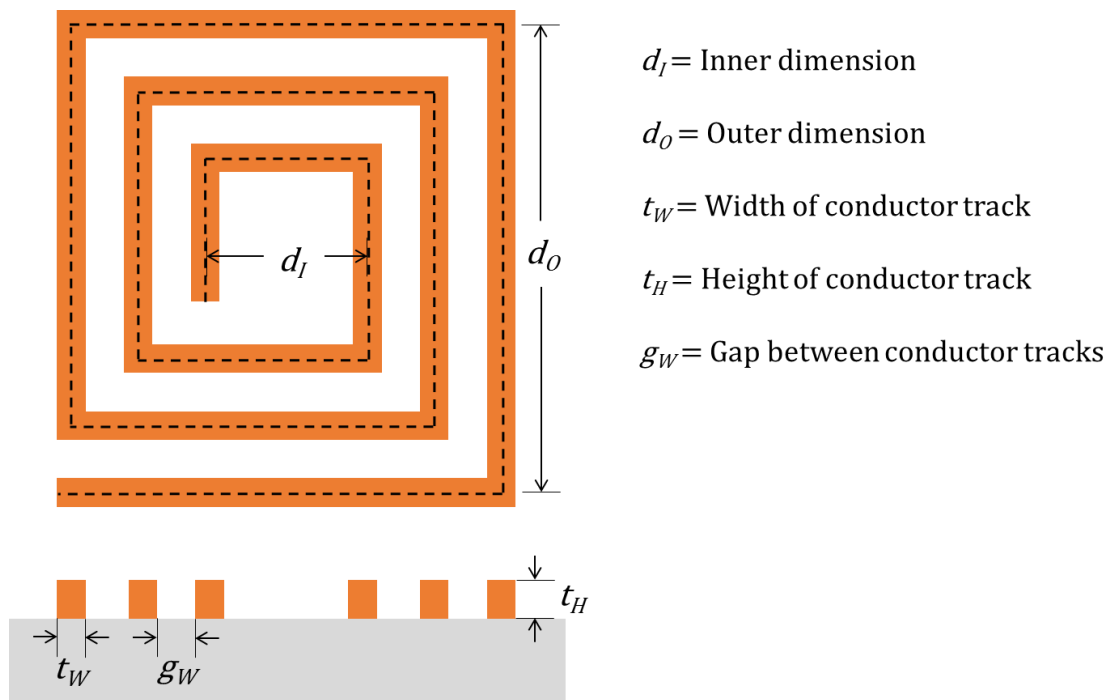 d_I = Inner dimension
d_O = Outer dimension
t_W = Width of conductor track
t_H = Height of conductor track
g_W = Gap between conductor tracks
d_I
d_O
t_H
t_W
g_W